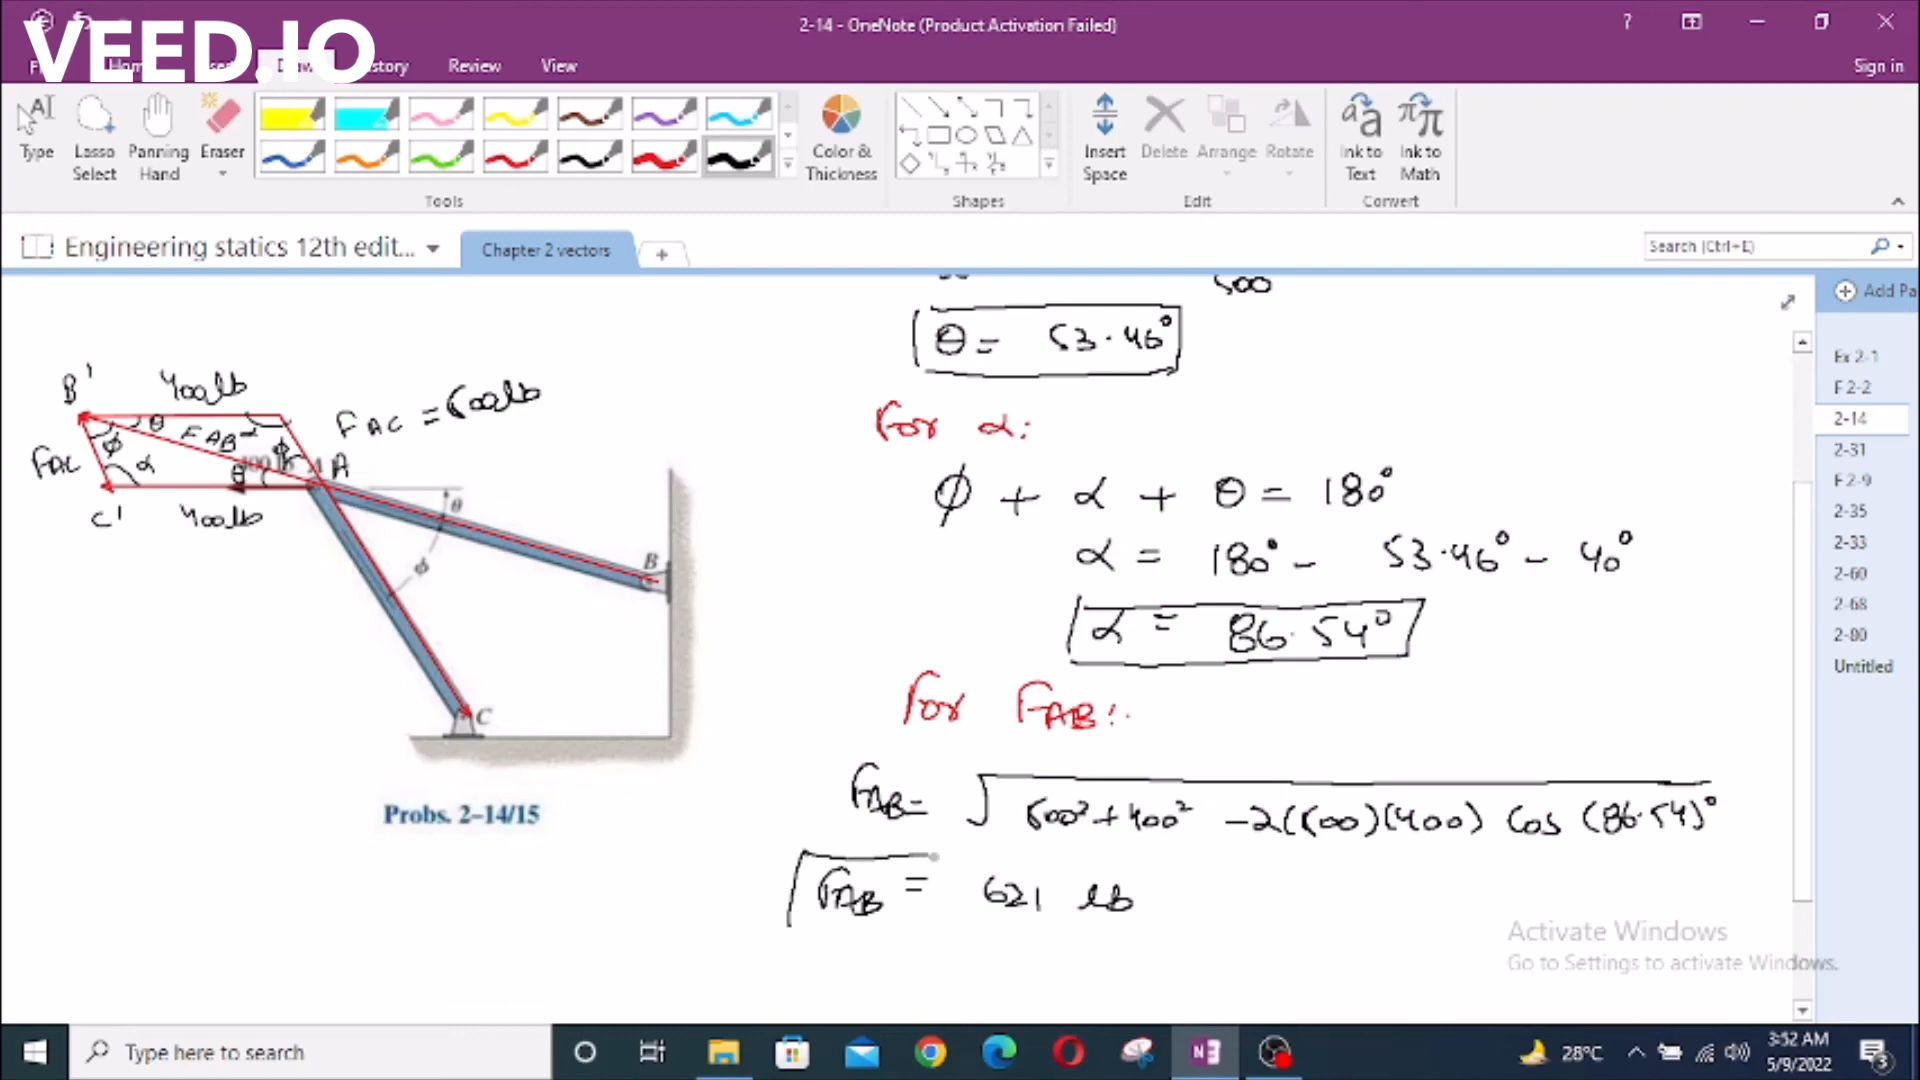 VEED.IO
2-14 - OneNote (Product Activation Failed)
?
Review
View
Sign in
Type
Lasso Select
Panning Hand
Eraser
Color & Thickness
Insert Space
Delete
Arrange
Rotate
Ink to Text
Ink to Math
Tools
Shapes
Edit
Convert
Engineering statics 12th edit...
Chapter 2 vectors
Search (Ctrl+E)
Add Pa
Ex 2-1
F 2-2
2-14
2-31
F 2-9
2-35
2-33
2-60
2-68
2-80
Untitled
500
θ = 53.46°
For α:
ϕ + α + θ = 180°
α = 180° - 53.46° - 40°
α = 86.54°
For FAB:
FAB = √500² + 400² - 2(500)(400) Cos (86.54)°
FAB = 621 lb
B'
400lb
FAC = 500lb
θ
FAB
α
ϕ
ϕ
FAC
α
θ
A
C'
400lb
θ
ϕ
B
C
Probs. 2–14/15
Activate Windows
Go to Settings to activate Windows.
Type here to search
28°C
3:52 AM
5/9/2022
3